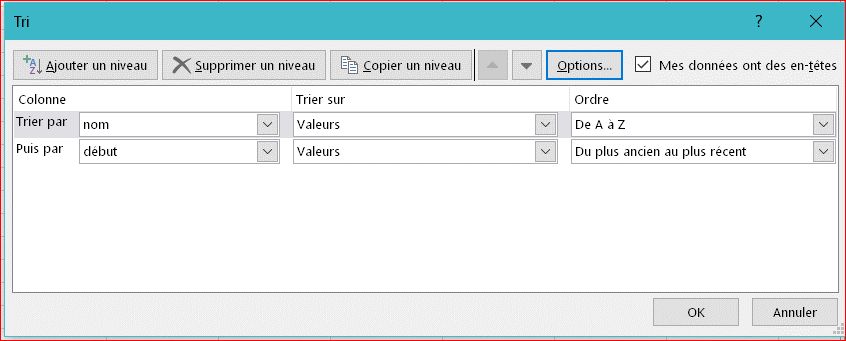 Tri ? ×
Ajouter un niveau Supprimer un niveau Copier un niveau Options... Mes données ont des en-têtes
Colonne Trier sur Ordre
Trier par nom Valeurs De A à Z
Puis par début Valeurs Du plus ancien au plus récent
OK Annuler